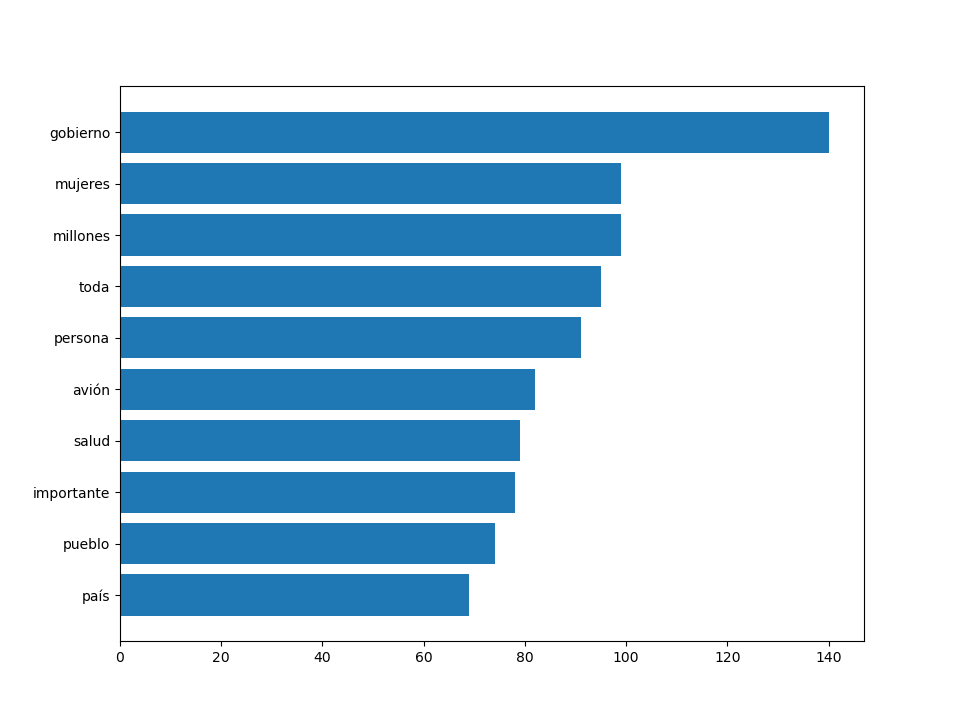 gobierno
mujeres
millones
toda
persona
avión
salud
importante
pueblo
país
0 20 40 60 80 100 120 140